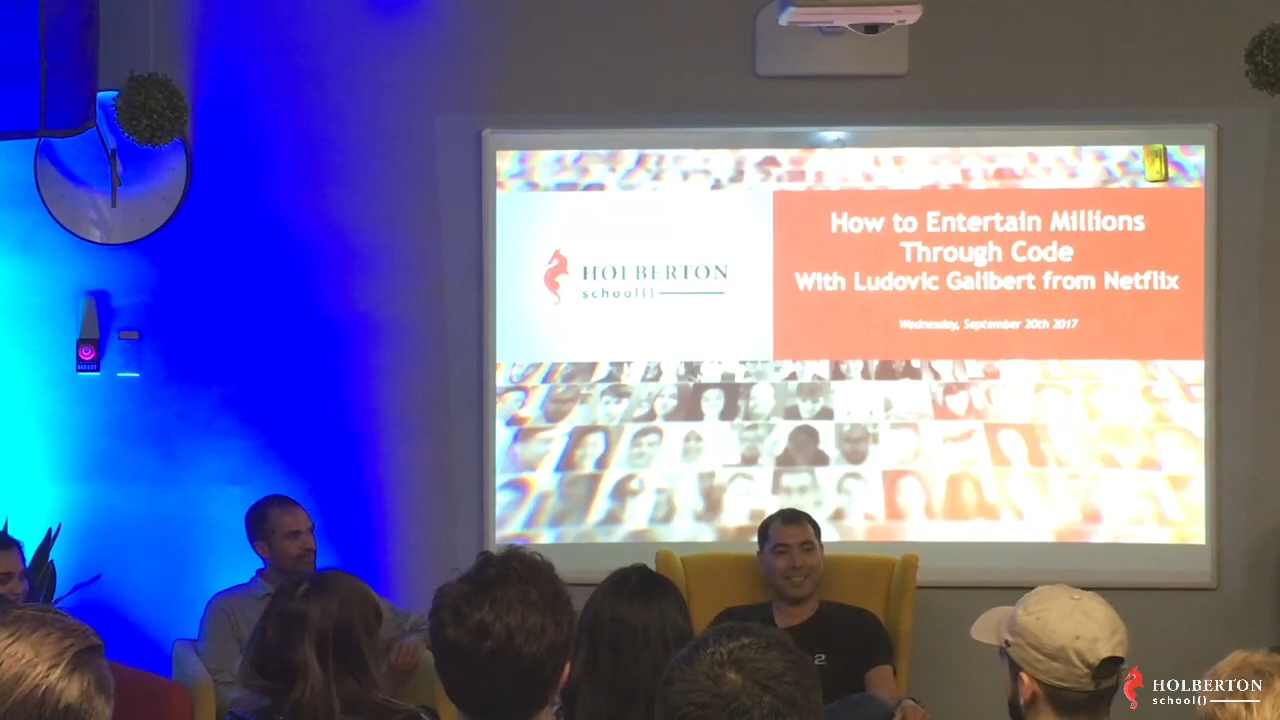 How to Entertain Millions
Through Code
With Ludovic Galibert from Netflix
Wednesday, September 20th 2017
HOLBERTON
school()
2
HOLBERTON
school()